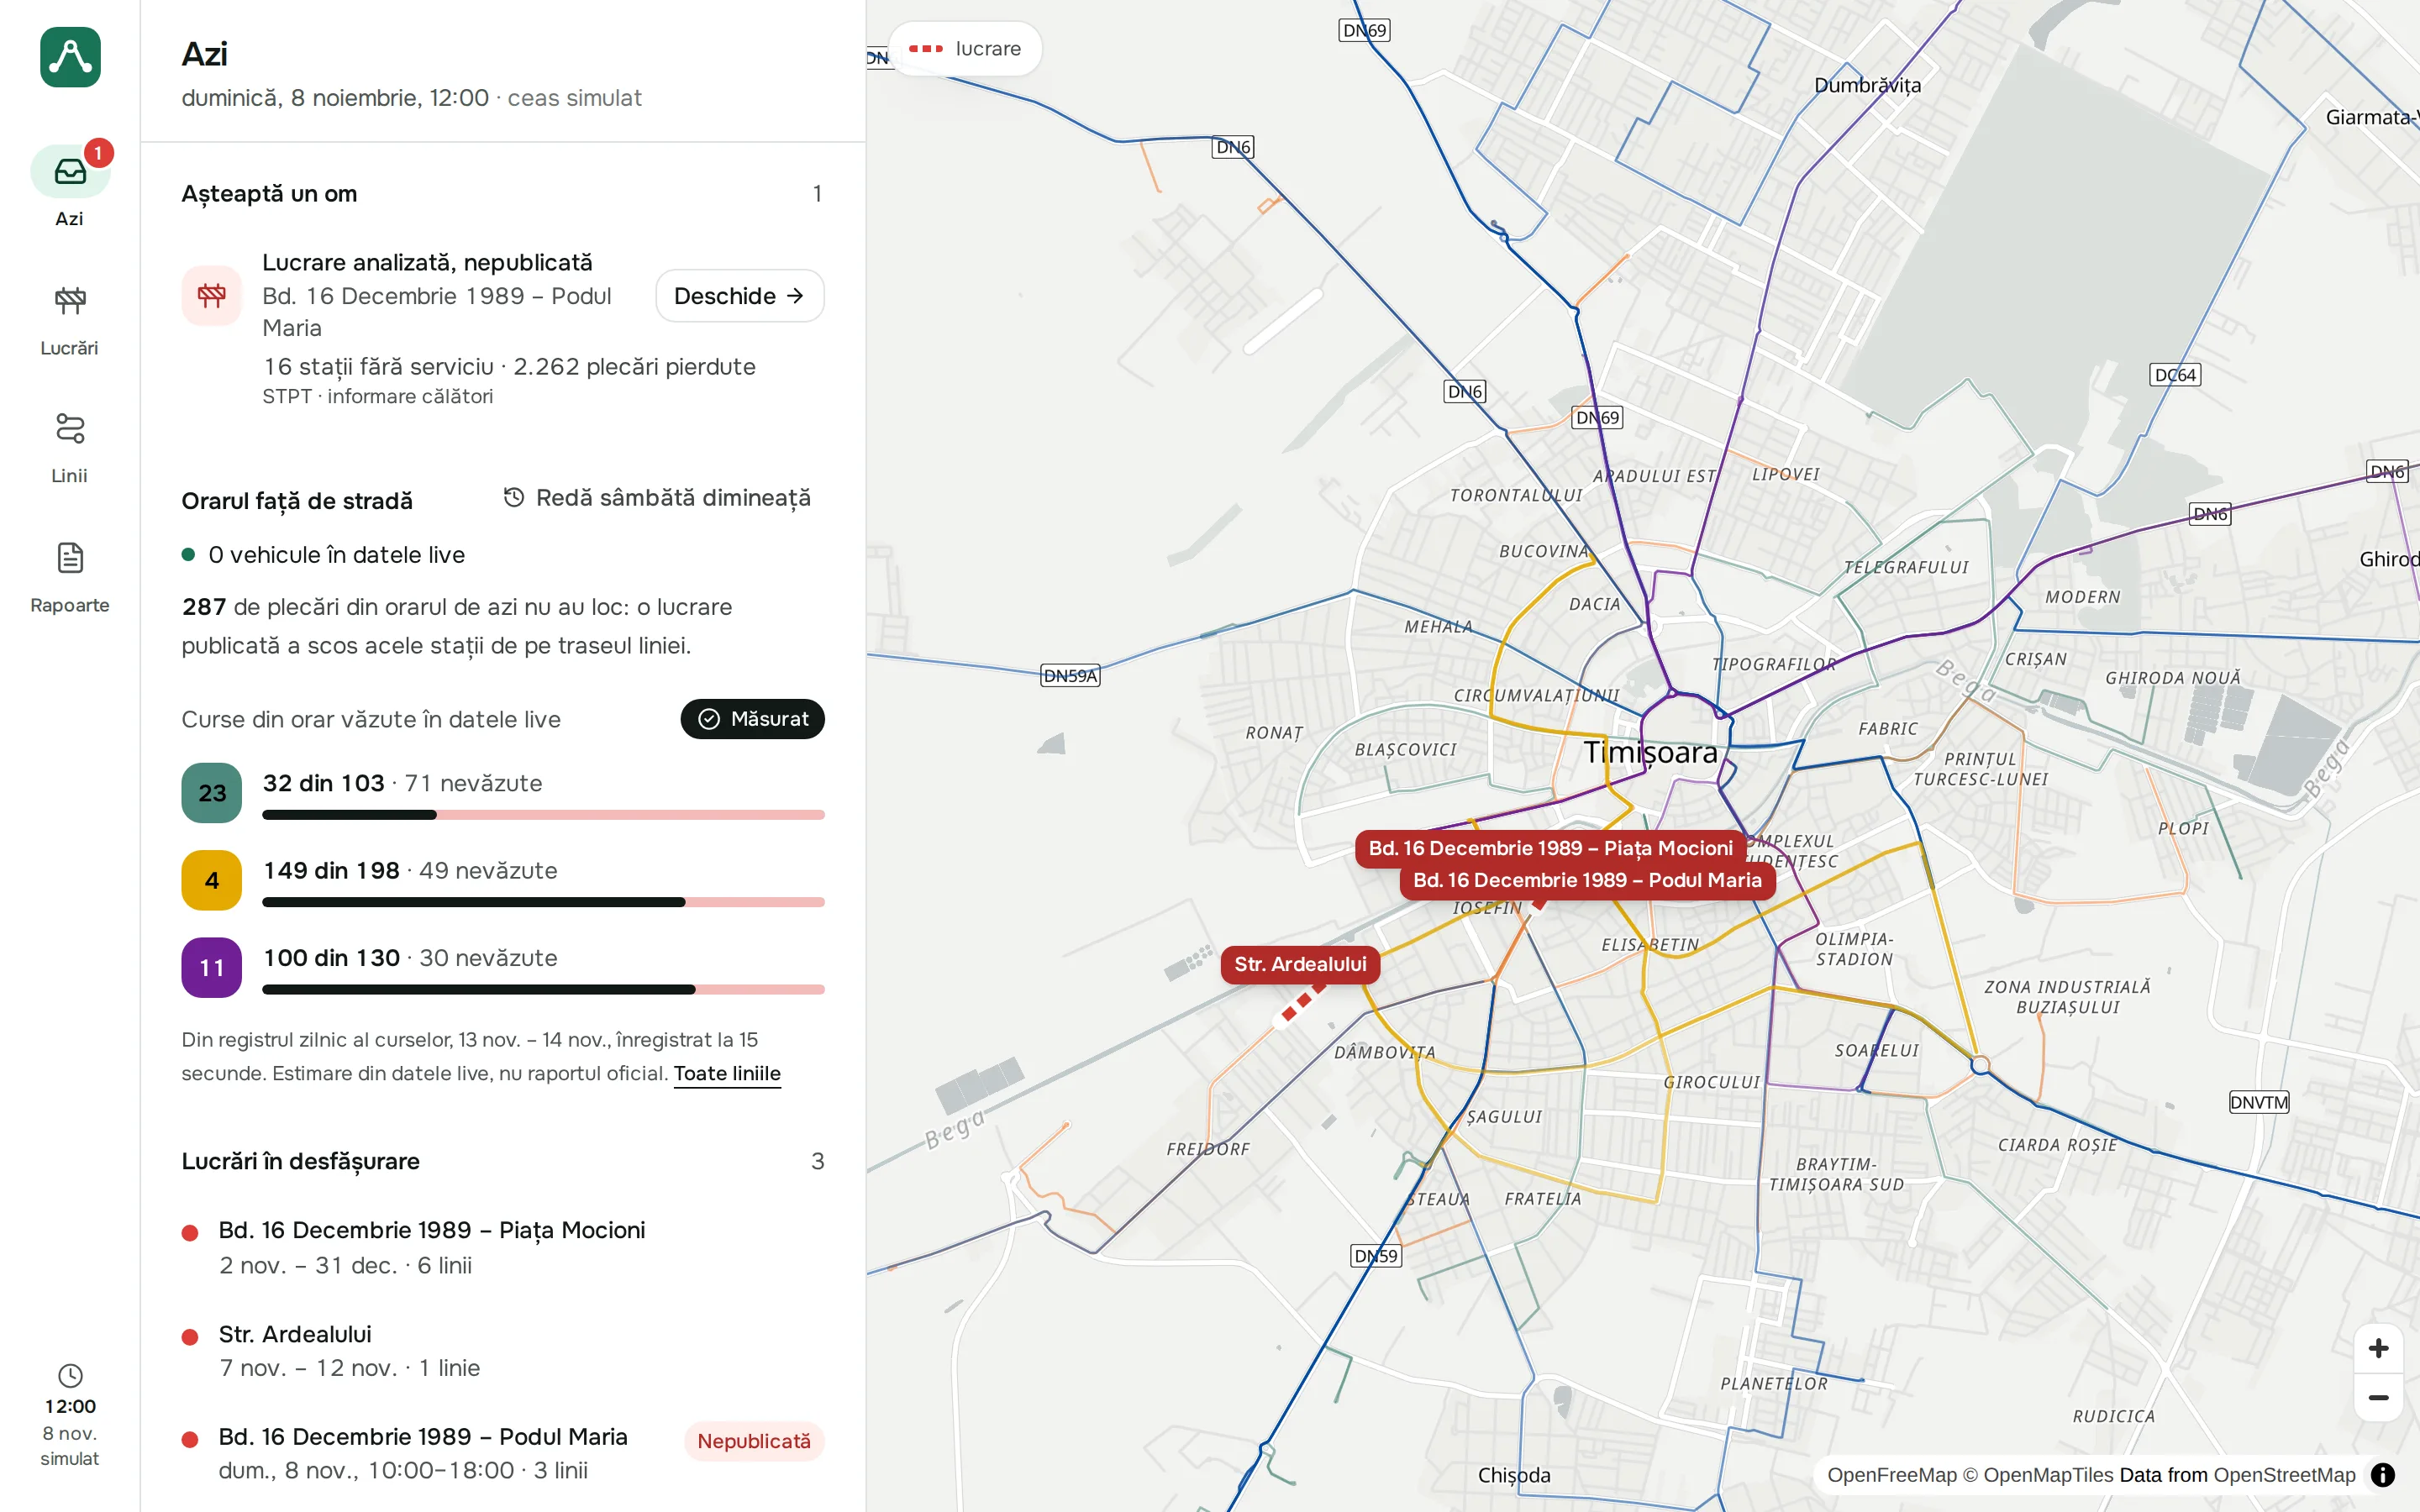 Azi
duminică, 8 noiembrie, 12:00 · ceas simulat
1
Azi
Lucrări
Linii
Rapoarte
12:00
8 nov.
simulat
Așteaptă un om
1
Lucrare analizată, nepublicată
Bd. 16 Decembrie 1989 – Podul
Maria
Deschide →
16 stații fără serviciu · 2.262 plecări pierdute
STPT · informare călători
Orarul față de stradă
Redă sâmbătă dimineață
0 vehicule în datele live
287 de plecări din orarul de azi nu au loc: o lucrare
publicată a scos acele stații de pe traseul liniei.
Curse din orar văzute în datele live
Măsurat
23
32 din 103 · 71 nevăzute
4
149 din 198 · 49 nevăzute
11
100 din 130 · 30 nevăzute
Din registrul zilnic al curselor, 13 nov. – 14 nov., înregistrat la 15
secunde. Estimare din datele live, nu raportul oficial. Toate liniile
Lucrări în desfășurare
3
Bd. 16 Decembrie 1989 – Piața Mocioni
2 nov. – 31 dec. · 6 linii
Str. Ardealului
7 nov. – 12 nov. · 1 linie
Bd. 16 Decembrie 1989 – Podul Maria
Nepublicată
dum., 8 nov., 10:00–18:00 · 3 linii
lucrare
DN69
DN
Dumbrăvița
Giarmata-V
DN6
DC64
DN6
DN69
DN6
ARADULUI EST
LIPOVEI
TORONTALULUI
DN6
BUCOVINA
TELEGRAFULUI
Ghirod
DACIA
MODERN
MEHALA
TIPOGRAFILOR
CRIȘAN
DN59A
GHIRODA NOUĂ
Bega
CIRCUMVALAȚIUNII
FABRIC
RONAȚ
BLAȘCOVICI
Timișoara
PRINȚUL
TURCESC-LUNEI
Bega
PLOPI
Bd. 16 Decembrie 1989 – Piața Mocioni
OMPLEXUL
UDENȚESC
Bd. 16 Decembrie 1989 – Podul Maria
IOSEFIN
ELISABETIN
OLIMPIA-
STADION
Str. Ardealului
ZONA INDUSTRIALĂ
BUZIAȘULUI
DÂMBOVIȚA
SOARELUI
GIROCULUI
DNVTM
ȘAGULUI
Bega
FREIDORF
CIARDA ROȘIE
BRAYTIM-
TIMIȘOARA SUD
STEAUA
FRATELIA
DN59
PLANETELOR
RUDICICA
Chișoda
+
−
OpenFreeMap © OpenMapTiles Data from OpenStreetMap